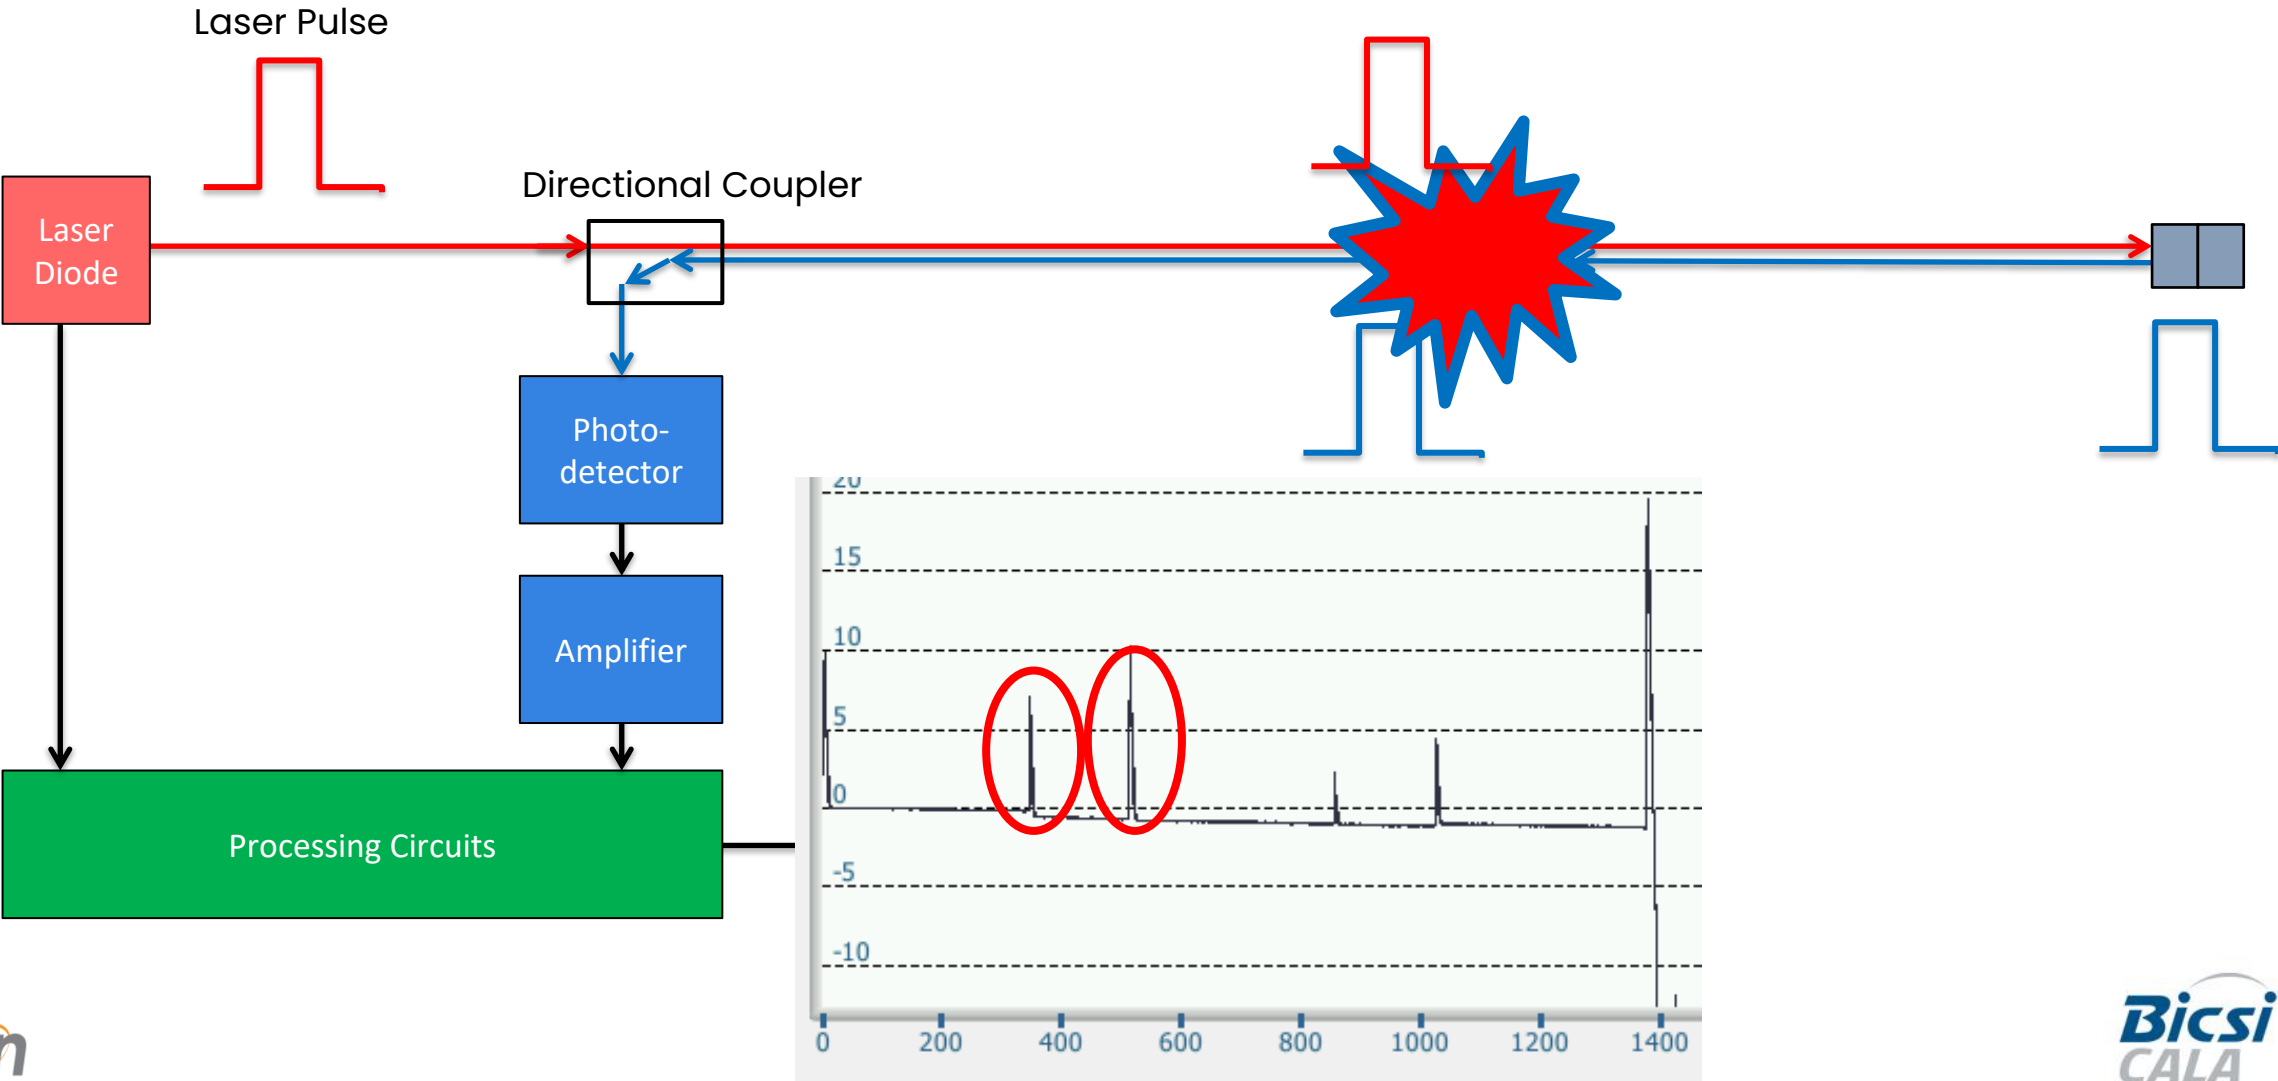 Laser Pulse
Directional Coupler
Laser
Diode
Photo-
detector
Amplifier
Processing Circuits
20
15
10
5
0
-5
-10
0 200 400 600 800 1000 1200 1400
n
Bicsi
CALA